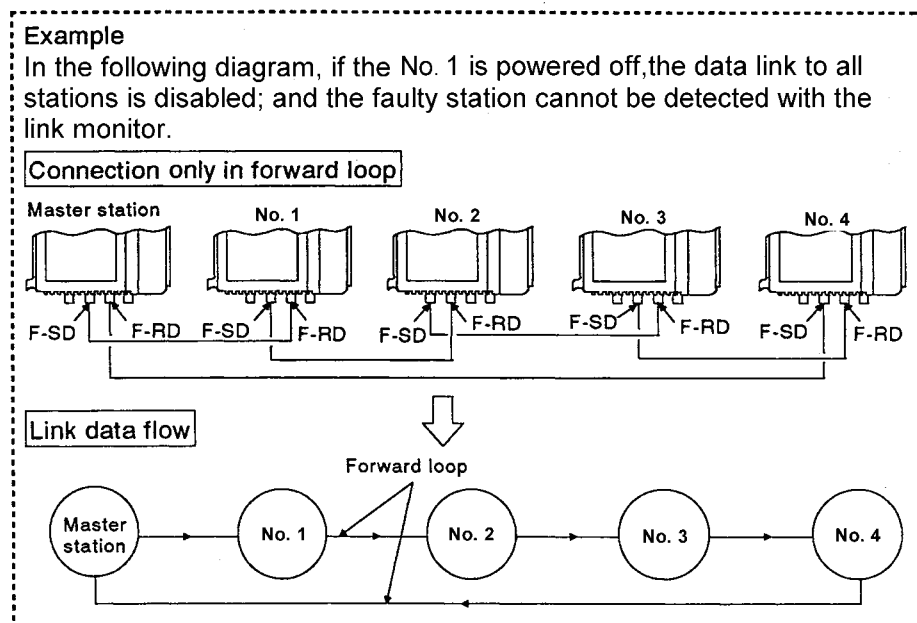 Example
In the following diagram, if the No. 1 is powered off,the data link to all
stations is disabled; and the faulty station cannot be detected with the
link monitor.
Connection only in forward loop
Master station
No. 1
No. 2
No. 3
No. 4
F-SD
F-RD
F-SD
F-RD
F-SD
F-RD
F-SD
F-RD
F-SD
F-RD
Link data flow
Forward loop
Master
station
No. 1
No. 2
No. 3
No. 4